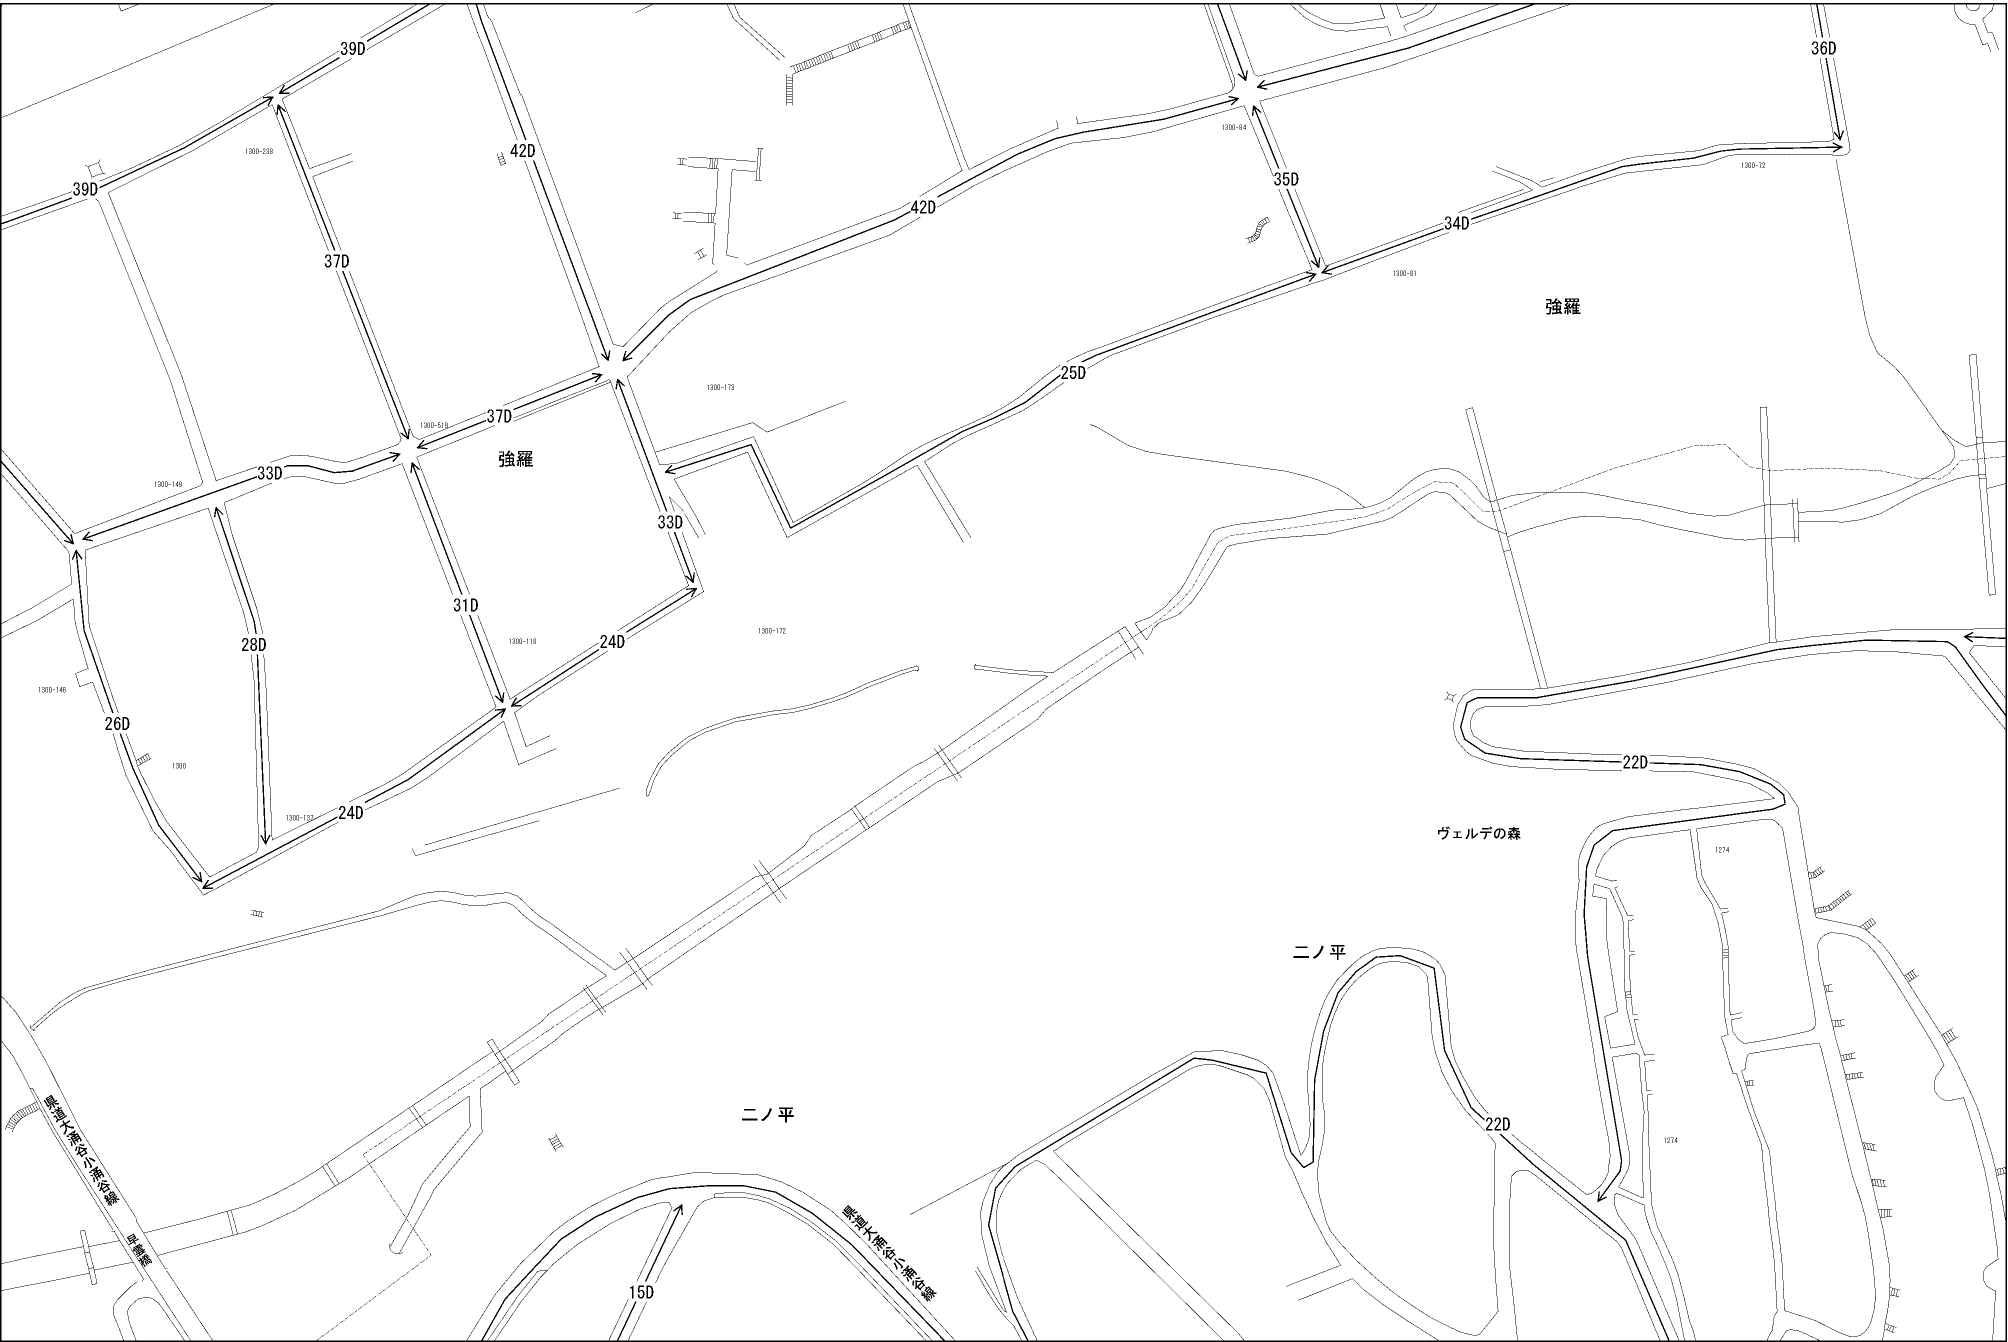 39D
36D
1300-84
42D
1300-238
1300-72
35D
39D
42D
34D
37D
1300-81
強羅
25D
1300-173
37D
1300-519
強羅
33D
1300-149
33D
31D
1300-172
1300-118
24D
28D
1300-146
26D
22D
1300
24D
1300-137
ヴェルデの森
1274
二ノ平
二ノ平
22D
1274
県道大涌谷小涌谷線
早雲橋
県道大涌谷小涌谷線
15D